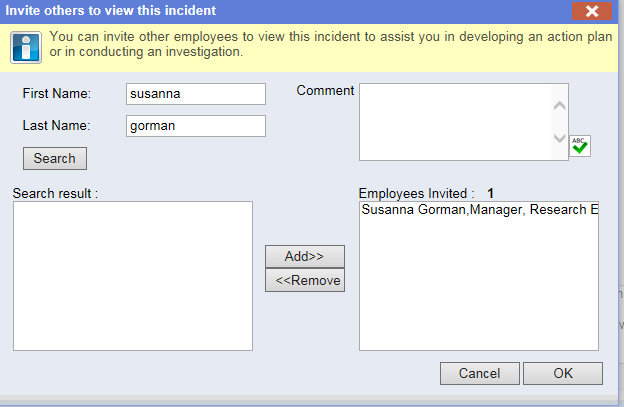 Invite others to view this incident
You can invite other employees to view this incident to assist you in developing an action plan
or in conducting an investigation.
First Name:
susanna
Comment
Last Name:
gorman
ABC
Search
Search result :
Employees Invited : 1
Susanna Gorman,Manager, Research E
Add>>
<<Remove
Cancel
OK